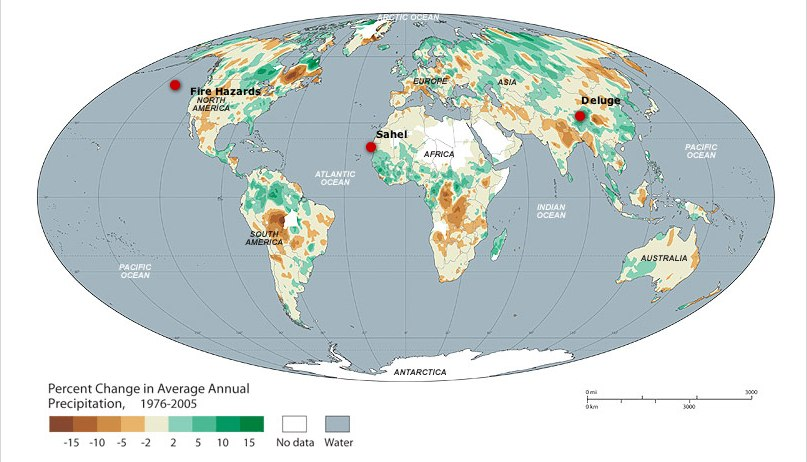 ARCTIC OCEAN
EUROPE
ASIA
Fire Hazards
NORTH
AMERICA
Deluge
Sahel
AFRICA
PACIFIC
OCEAN
ATLANTIC
OCEAN
INDIAN
OCEAN
SOUTH
AMERICA
AUSTRALIA
PACIFIC
OCEAN
ANTARCTICA
Percent Change in Average Annual
Precipitation, 1976-2005
-15 -10 -5 -2 2 5 10 15 No data Water
0 mi 3000
0 km 3000